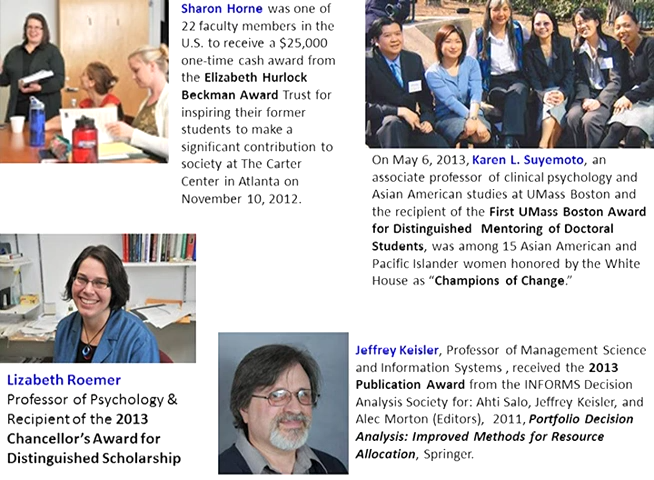 Sharon Horne was one of
22 faculty members in the
U.S. to receive a $25,000
one-time cash award from
the Elizabeth Hurlock
Beckman Award Trust for
inspiring their former
students to make a
significant contribution to
society at The Carter
Center in Atlanta on
November 10, 2012.
On May 6, 2013, Karen L. Suyemoto, an
associate professor of clinical psychology and
Asian American studies at UMass Boston and
the recipient of the First UMass Boston Award
for Distinguished Mentoring of Doctoral
Students, was among 15 Asian American and
Pacific Islander women honored by the White
House as “Champions of Change.”
Lizabeth Roemer
Professor of Psychology &
Recipient of the 2013
Chancellor’s Award for
Distinguished Scholarship
Jeffrey Keisler, Professor of Management Science
and Information Systems , received the 2013
Publication Award from the INFORMS Decision
Analysis Society for: Ahti Salo, Jeffrey Keisler, and
Alec Morton (Editors), 2011, Portfolio Decision
Analysis: Improved Methods for Resource
Allocation, Springer.